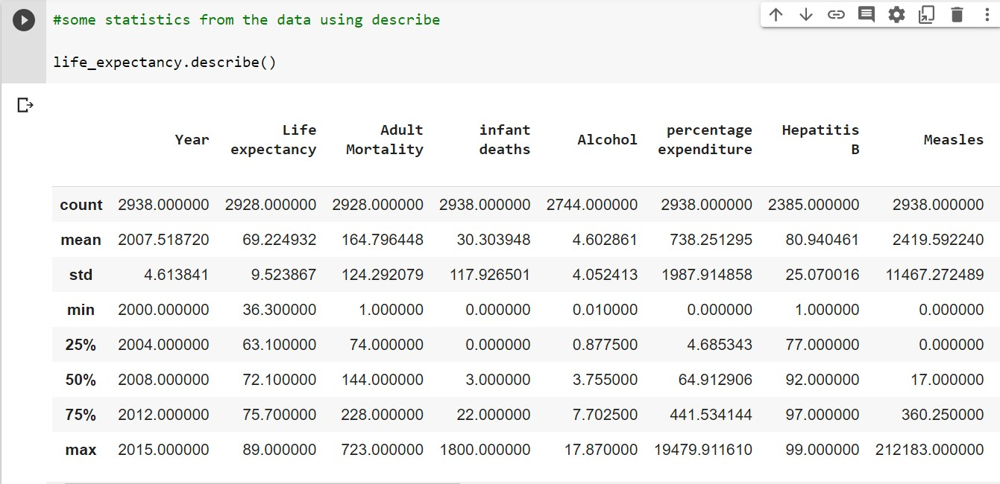 #some statistics from the data using describe
life_expectancy.describe()
Year Life expectancy Adult Mortality infant deaths Alcohol percentage expenditure Hepatitis B Measles
count 2938.000000 2928.000000 2928.000000 2938.000000 2744.000000 2938.000000 2385.000000 2938.000000
mean 2007.518720 69.224932 164.796448 30.303948 4.602861 738.251295 80.940461 2419.592240
std 4.613841 9.523867 124.292079 117.926501 4.052413 1987.914858 25.070016 11467.272489
min 2000.000000 36.300000 1.000000 0.000000 0.010000 0.000000 1.000000 0.000000
25% 2004.000000 63.100000 74.000000 0.000000 0.877500 4.685343 77.000000 0.000000
50% 2008.000000 72.100000 144.000000 3.000000 3.755000 64.912906 92.000000 17.000000
75% 2012.000000 75.700000 228.000000 22.000000 7.702500 441.534144 97.000000 360.250000
max 2015.000000 89.000000 723.000000 1800.000000 17.870000 19479.911610 99.000000 212183.000000